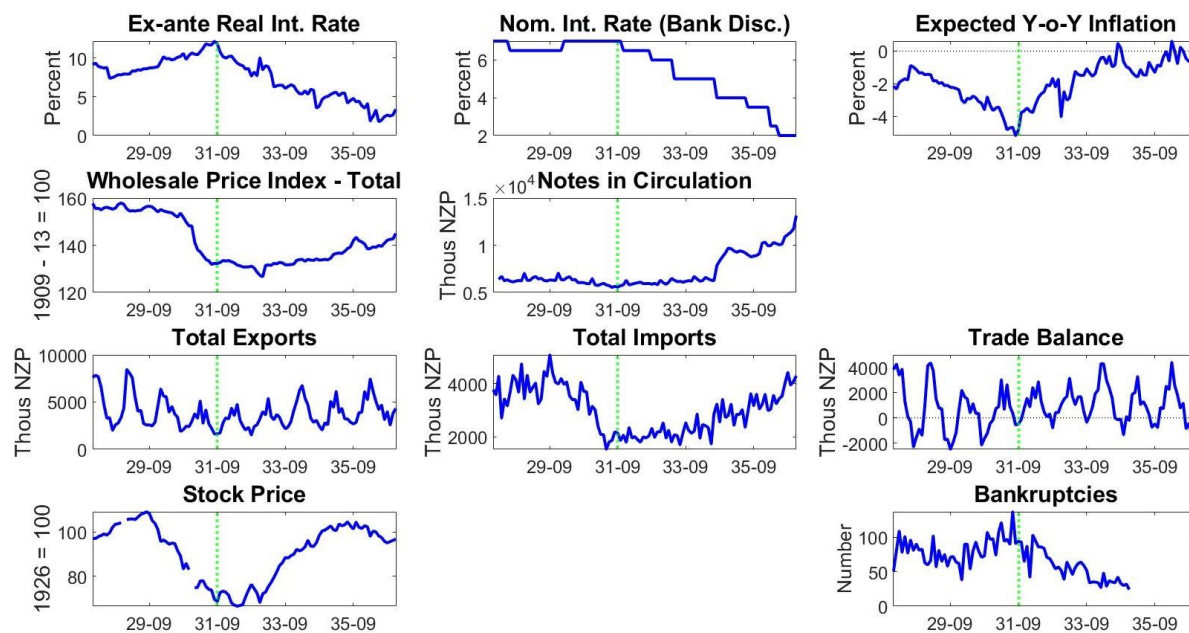 Ex-ante Real Int. Rate
Percent
10
5
0
29-09 31-09 33-09 35-09
Nom. Int. Rate (Bank Disc.)
Percent
6
4
2
29-09 31-09 33-09 35-09
Expected Y-o-Y Inflation
Percent
0
-2
-4
29-09 31-09 33-09 35-09
Wholesale Price Index - Total
1909 - 13 = 100
160
140
120
29-09 31-09 33-09 35-09
Notes in Circulation
×10⁴
Thous NZP
1.5
1
0.5
29-09 31-09 33-09 35-09
Total Exports
Thous NZP
10000
5000
0
29-09 31-09 33-09 35-09
Total Imports
Thous NZP
4000
2000
29-09 31-09 33-09 35-09
Trade Balance
Thous NZP
4000
2000
0
-2000
29-09 31-09 33-09 35-09
Stock Price
1926 = 100
100
80
29-09 31-09 33-09 35-09
Bankruptcies
Number
100
50
0
29-09 31-09 33-09 35-09